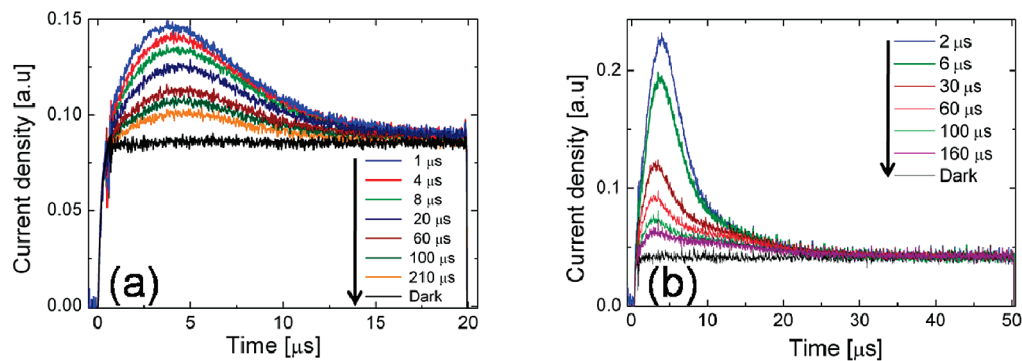 Current density [a.u]
0.15
0.10
0.05
0.00
0
5
10
15
20
Time [μs]
(a)
1 μs
4 μs
8 μs
20 μs
60 μs
100 μs
210 μs
Dark
Current density [a.u]
0.2
0.1
0.0
0
10
20
30
40
50
Time [μs]
(b)
2 μs
6 μs
30 μs
60 μs
100 μs
160 μs
Dark